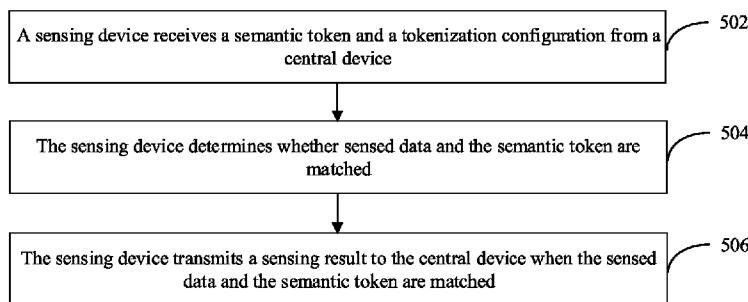 A sensing device receives a semantic token and a tokenization configuration from a
central device
502
The sensing device determines whether sensed data and the semantic token are
matched
504
The sensing device transmits a sensing result to the central device when the sensed
data and the semantic token are matched
506